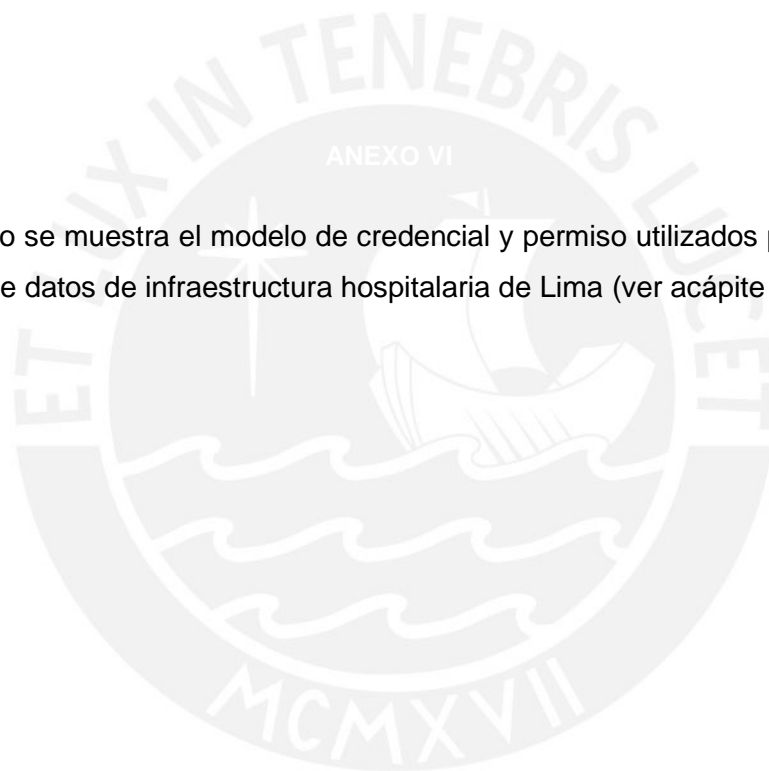 ET LUX IN TENEBRIS LUCET
ANEXO VI
o se muestra el modelo de credencial y permiso utilizados p
e datos de infraestructura hospitalaria de Lima (ver acápite
MCMXVII